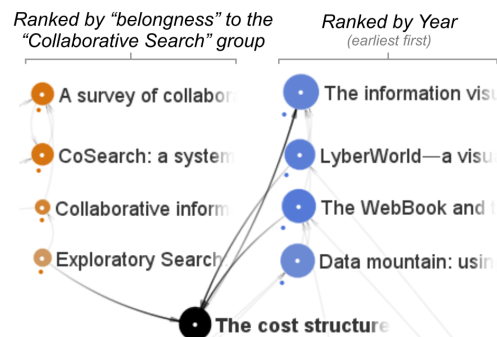 Ranked by “belongness” to the
“Collaborative Search” group
Ranked by Year
(earliest first)
A survey of collabor
CoSearch: a system
Collaborative inform
Exploratory Search
The information visu
LyberWorld—a visu
The WebBook and t
Data mountain: usin
The cost structure